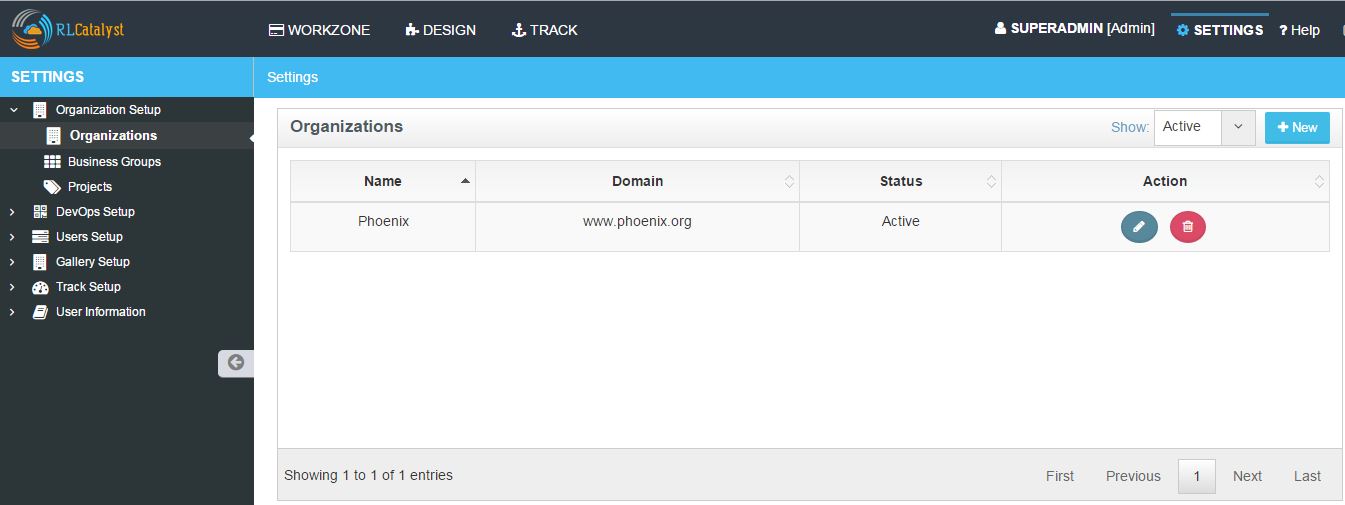 RLCatalyst WORKZONE DESIGN TRACK SUPERADMIN [Admin] SETTINGS ? Help
SETTINGS
Settings
Organization Setup
Organizations
Business Groups
Projects
DevOps Setup
Users Setup
Gallery Setup
Track Setup
User Information
Organizations Show: Active + New
Name Domain Status Action
Phoenix www.phoenix.org Active
Showing 1 to 1 of 1 entries First Previous 1 Next Last